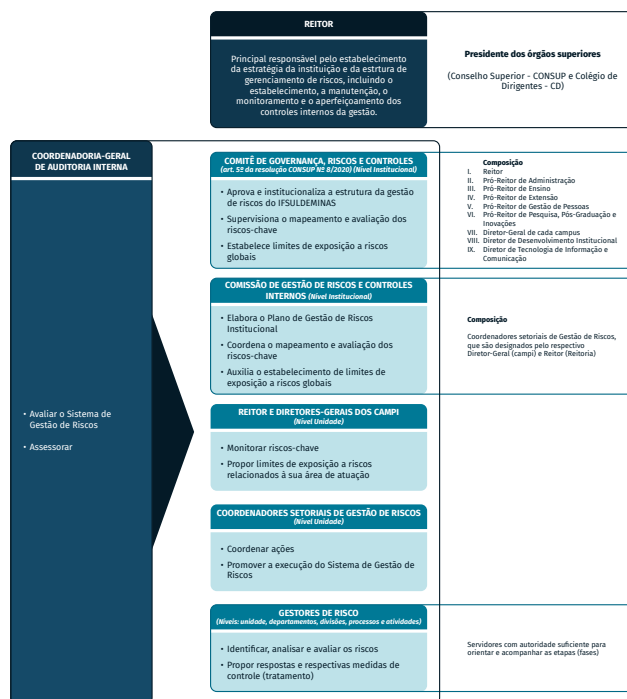 REITOR
Principal responsável pelo estabelecimento
da estratégia da instituição e da estrtura de
gerenciamento de riscos, incluindo o
estabelecimento, a manutenção, o
monitoramento e o aperfeiçoamento dos
controles internos da gestão.
Presidente dos órgãos superiores
(Conselho Superior - CONSUP e Colégio de
Dirigentes - CD)
COORDENADORIA-GERAL
DE AUDITORIA INTERNA
• Avaliar o Sistema de
Gestão de Riscos
• Assessorar
COMITÊ DE GOVERNANÇA, RISCOS E CONTROLES
(art. 5º da resolução CONSUP Nº 8/2020) (Nível Institucional)
• Aprova e institucionaliza a estrutura da gestão
de riscos do IFSULDEMINAS
• Supervisiona o mapeamento e avaliação dos
riscos-chave
• Estabelece limites de exposição a riscos
globais
Composição
I. Reitor
II. Pró-Reitor de Administração
III. Pró-Reitor de Ensino
IV. Pró-Reitor de Extensão
V. Pró-Reitor de Gestão de Pessoas
VI. Pró-Reitor de Pesquisa, Pós-Graduação e
Inovações
VII. Diretor-Geral de cada campus
VIII. Diretor de Desenvolvimento Institucional
IX. Diretor de Tecnologia de Informação e
Comunicação
COMISSÃO DE GESTÃO DE RISCOS E CONTROLES
INTERNOS (Nível Institucional)
• Elabora o Plano de Gestão de Riscos
Institucional
• Coordena o mapeamento e avaliação dos
riscos-chave
• Auxilia o estabelecimento de limites de
exposição a riscos globais
Composição
Coordenadores setoriais de Gestão de Riscos,
que são designados pelo respectivo
Diretor-Geral (campi) e Reitor (Reitoria)
REITOR E DIRETORES-GERAIS DOS CAMPI
(Nível Unidade)
• Monitorar riscos-chave
• Propor limites de exposição a riscos
relacionados à sua área de atuação
COORDENADORES SETORIAIS DE GESTÃO DE RISCOS
(Nível Unidade)
• Coordenar ações
• Promover a execução do Sistema de Gestão de
Riscos
GESTORES DE RISCO
(Níveis: unidade, departamentos, divisões, processos e atividades)
• Identificar, analisar e avaliar os riscos
• Propor respostas e respectivas medidas de
controle (tratamento)
Servidores com autoridade suficiente para
orientar e acompanhar as etapas (fases)